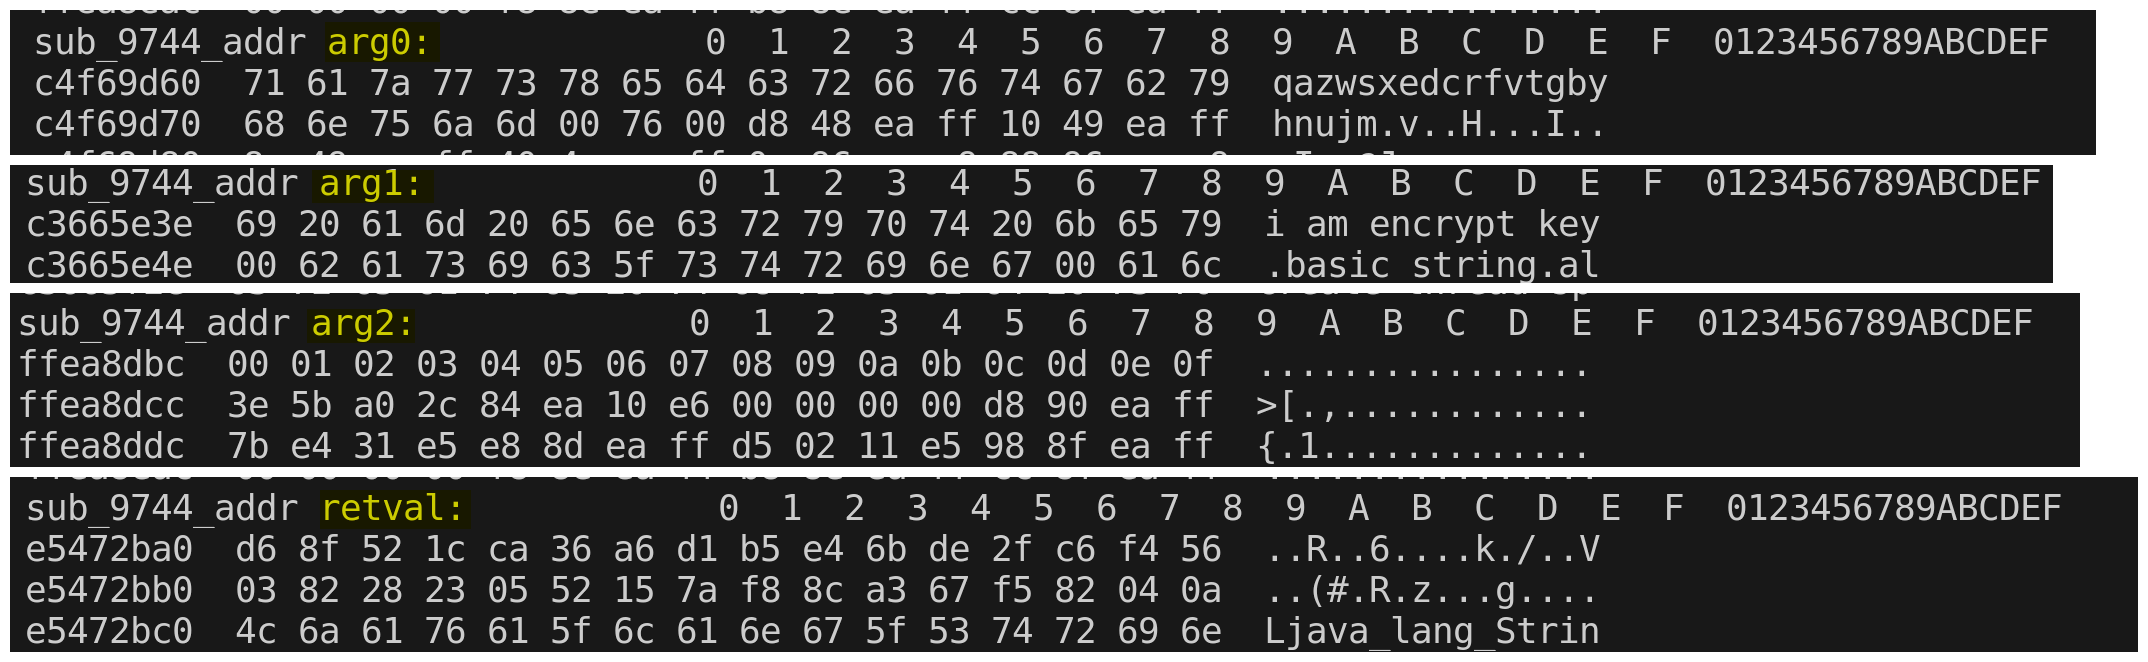 sub_9744_addr arg0:             0  1  2  3  4  5  6  7  8  9  A  B  C  D  E  F  0123456789ABCDEF
c4f69d60  71 61 7a 77 73 78 65 64 63 72 66 76 74 67 62 79  qazwsxedcrfvtgby
c4f69d70  68 6e 75 6a 6d 00 76 00 d8 48 ea ff 10 49 ea ff  hnujm.v..H...I..
sub_9744_addr arg1:             0  1  2  3  4  5  6  7  8  9  A  B  C  D  E  F  0123456789ABCDEF
c3665e3e  69 20 61 6d 20 65 6e 63 72 79 70 74 20 6b 65 79  i am encrypt key
c3665e4e  00 62 61 73 69 63 5f 73 74 72 69 6e 67 00 61 6c  .basic_string.al
sub_9744_addr arg2:             0  1  2  3  4  5  6  7  8  9  A  B  C  D  E  F  0123456789ABCDEF
ffea8dbc  00 01 02 03 04 05 06 07 08 09 0a 0b 0c 0d 0e 0f  ................
ffea8dcc  3e 5b a0 2c 84 ea 10 e6 00 00 00 00 d8 90 ea ff  >[.,............
ffea8ddc  7b e4 31 e5 e8 8d ea ff d5 02 11 e5 98 8f ea ff  {.1.............
sub_9744_addr retval:            0  1  2  3  4  5  6  7  8  9  A  B  C  D  E  F  0123456789ABCDEF
e5472ba0  d6 8f 52 1c ca 36 a6 d1 b5 e4 6b de 2f c6 f4 56  ..R..6....k./..V
e5472bb0  03 82 28 23 05 52 15 7a f8 8c a3 67 f5 82 04 0a  ..(#.R.z...g....
e5472bc0  4c 6a 61 76 61 5f 6c 61 6e 67 5f 53 74 72 69 6e  Ljava_lang_Strin